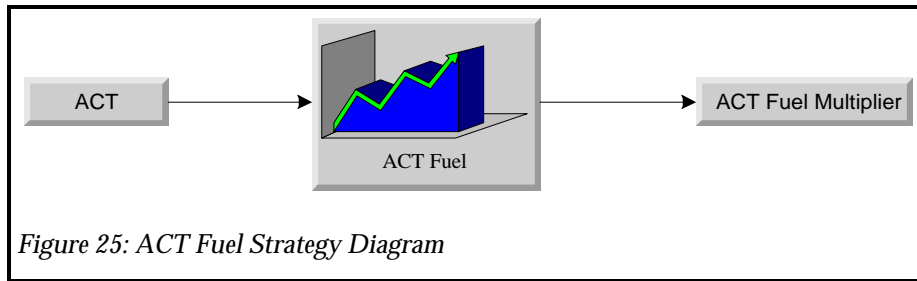 ACT
ACT Fuel
ACT Fuel Multiplier
Figure 25: ACT Fuel Strategy Diagram